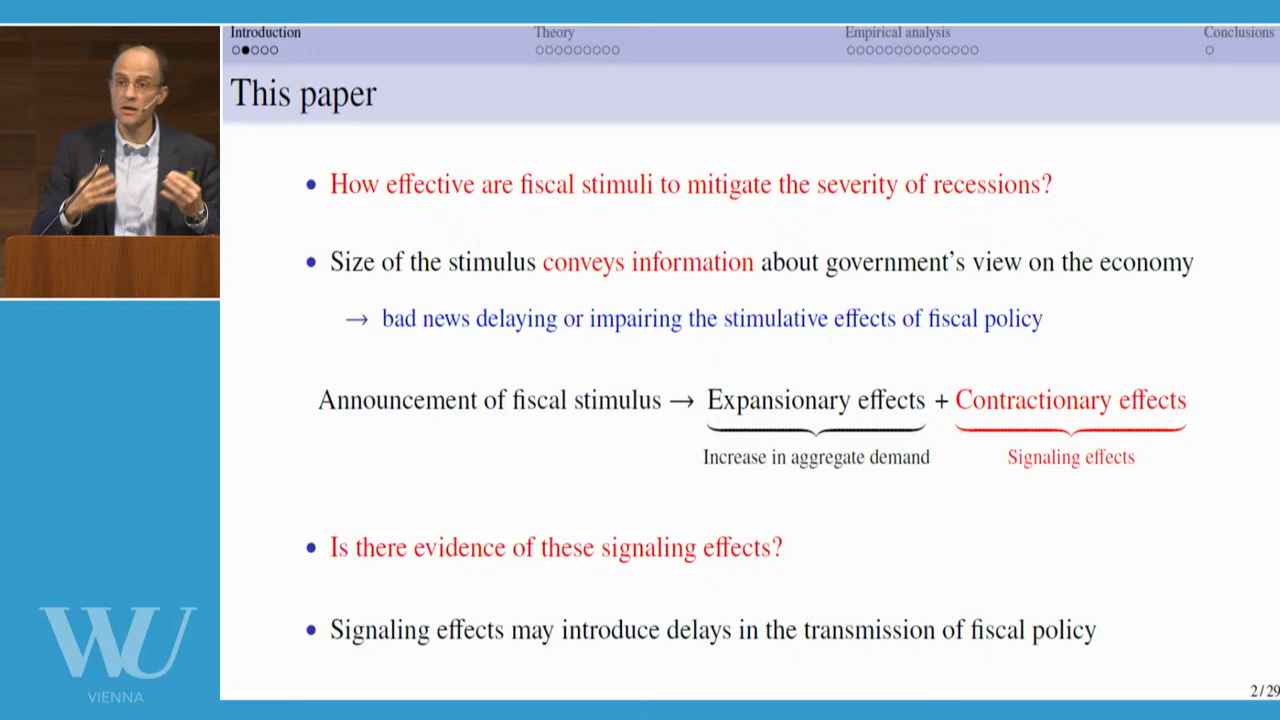 Introduction Theory Empirical analysis Conclusions
This paper
• How effective are fiscal stimuli to mitigate the severity of recessions?
• Size of the stimulus conveys information about government's view on the economy
→ bad news delaying or impairing the stimulative effects of fiscal policy
Announcement of fiscal stimulus → Expansionary effects + Contractionary effects
Increase in aggregate demand Signaling effects
• Is there evidence of these signaling effects?
• Signaling effects may introduce delays in the transmission of fiscal policy
2 / 29
WU
VIENNA